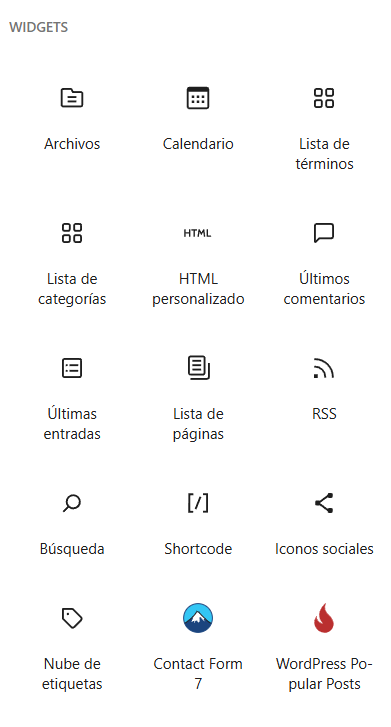 WIDGETS
Archivos
Calendario
Lista de
términos
Lista de
categorías
HTML
HTML
personalizado
Últimos
comentarios
Últimas
entradas
Lista de
páginas
RSS
Búsqueda
Shortcode
Iconos sociales
Nube de
etiquetas
Contact Form
7
WordPress Po-
pular Posts